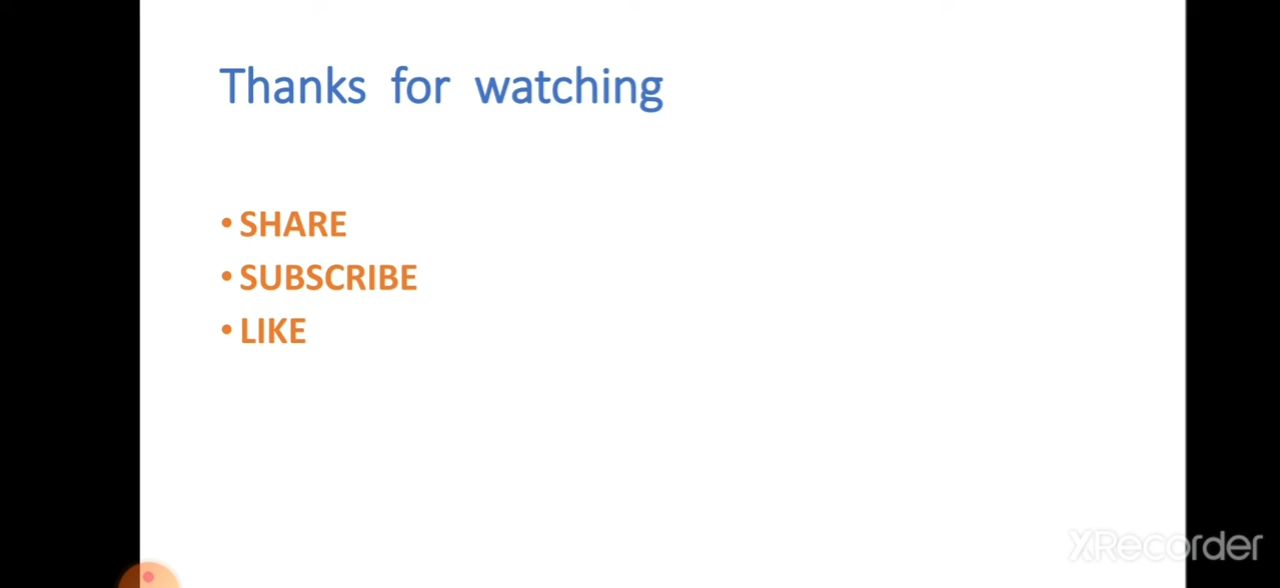 Thanks for watching
• SHARE
• SUBSCRIBE
• LIKE
XRecorder